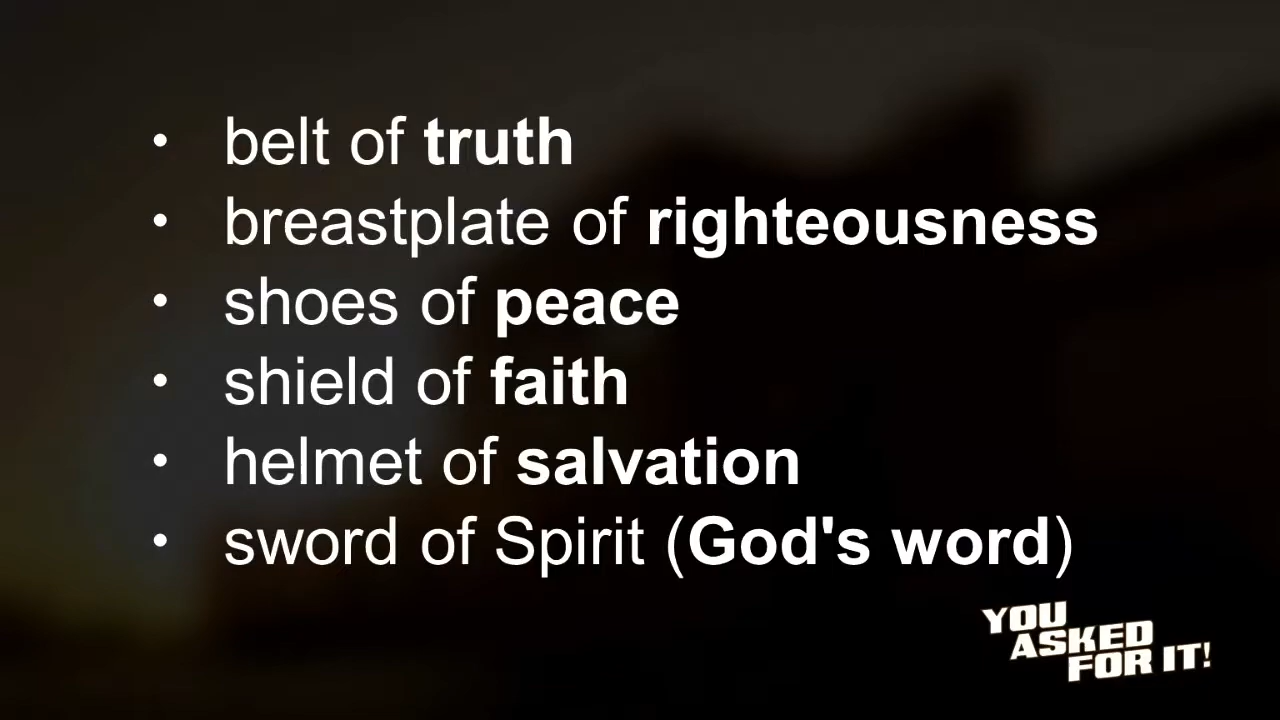 • belt of truth
• breastplate of righteousness
• shoes of peace
• shield of faith
• helmet of salvation
• sword of Spirit (God's word)
YOU
ASKED
FOR IT!